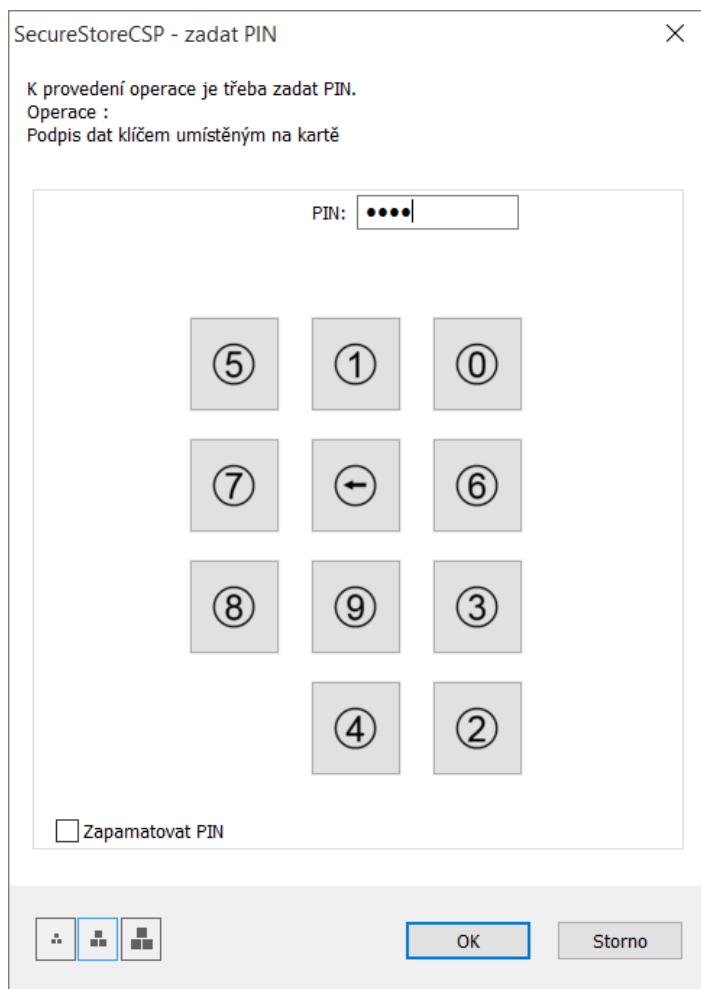 SecureStoreCSP - zadat PIN
K provedení operace je třeba zadat PIN.
Operace :
Podpis dat klíčem umístěným na kartě
PIN: ●●●●
5 1 0
7 ← 6
8 9 3
4 2
Zapamatovat PIN
OK Storno